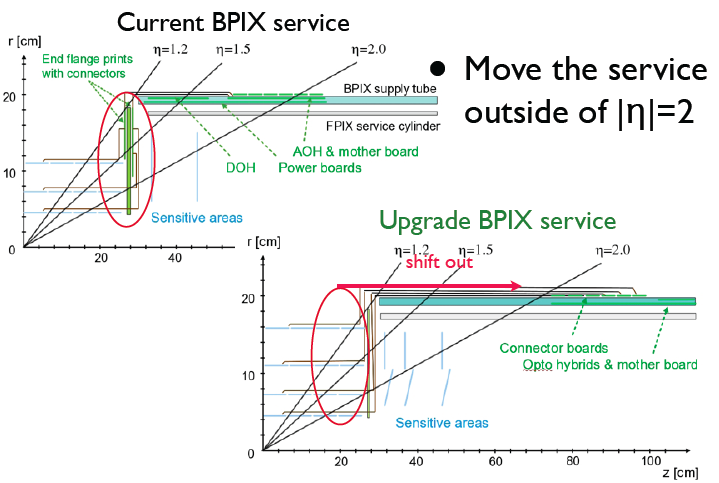 Current BPIX service
r [cm]
η=1.2
η=1.5
η=2.0
End flange prints
with connectors
20
10
0
BPIX supply tube
FPIX service cylinder
AOH & mother board
DOH
Power boards
Sensitive areas
20
40
• Move the service
outside of |η|=2
Upgrade BPIX service
r [cm]
η=1.2
η=1.5
η=2.0
shift out
20
10
0
Connector boards
Opto hybrids & mother board
Sensitive areas
20
40
60
80
100
z [cm]